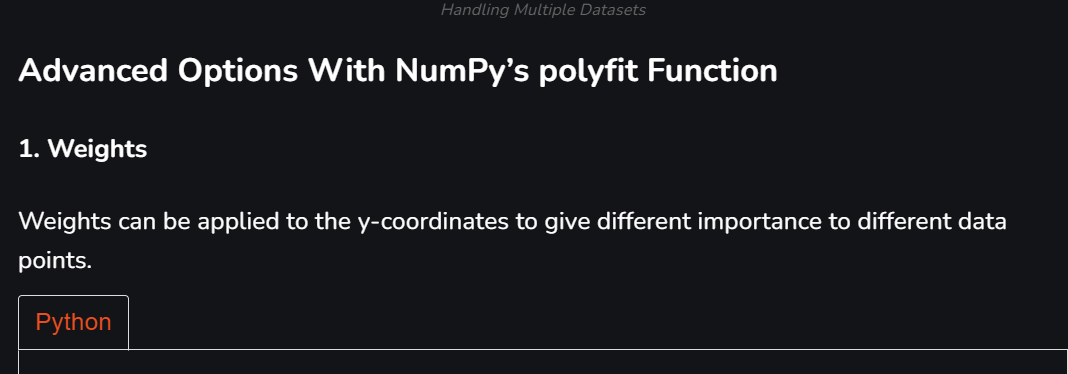 Handling Multiple Datasets
Advanced Options With NumPy’s polyfit Function
1. Weights
Weights can be applied to the y-coordinates to give different importance to different data
points.
Python